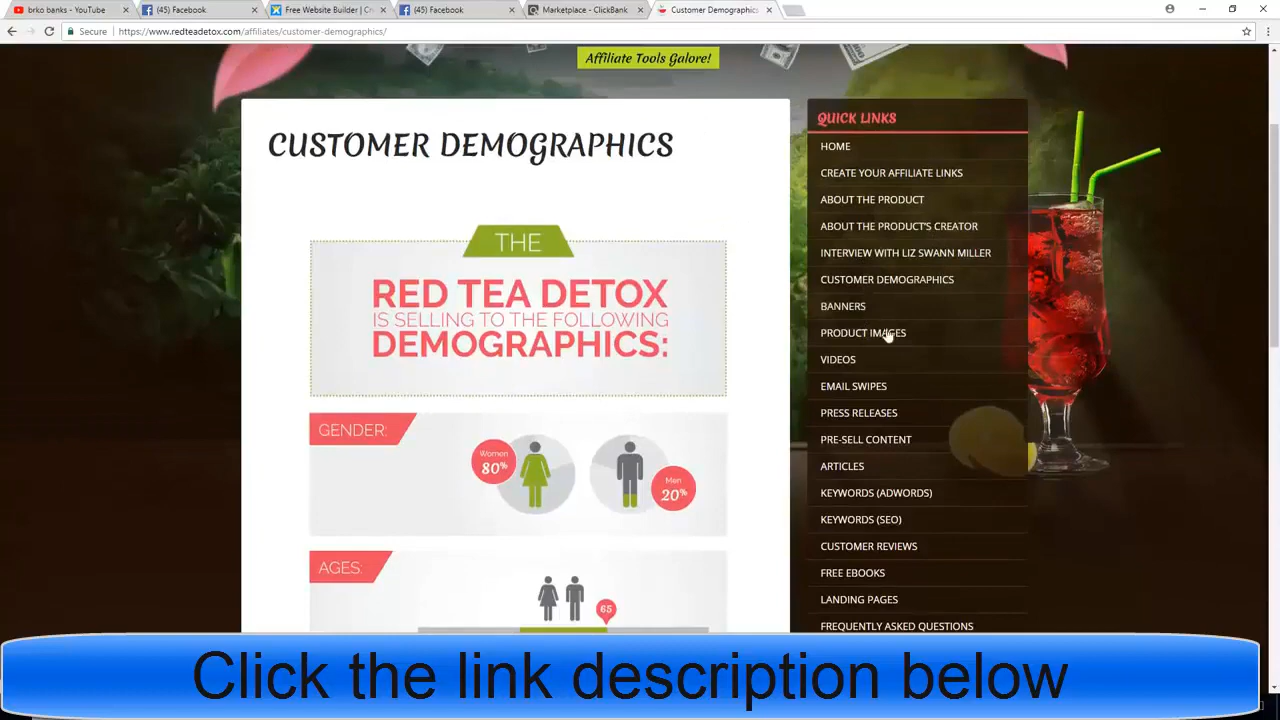 brko banks - YouTube
(45) Facebook
Free Website Builder | C
(45) Facebook
Marketplace - ClickBank
Customer Demographics
Secure
https://www.redteadetox.com/affiliates/customer-demographics/
Affiliate Tools Galore!
CUSTOMER DEMOGRAPHICS
THE
RED TEA DETOX
IS SELLING TO THE FOLLOWING
DEMOGRAPHICS:
GENDER:
Women
80%
Men
20%
AGES:
65
QUICK LINKS
HOME
CREATE YOUR AFFILIATE LINKS
ABOUT THE PRODUCT
ABOUT THE PRODUCT'S CREATOR
INTERVIEW WITH LIZ SWANN MILLER
CUSTOMER DEMOGRAPHICS
BANNERS
PRODUCT IMAGES
VIDEOS
EMAIL SWIPES
PRESS RELEASES
PRE-SELL CONTENT
ARTICLES
KEYWORDS (ADWORDS)
KEYWORDS (SEO)
CUSTOMER REVIEWS
FREE EBOOKS
LANDING PAGES
FREQUENTLY ASKED QUESTIONS
Click the link description below